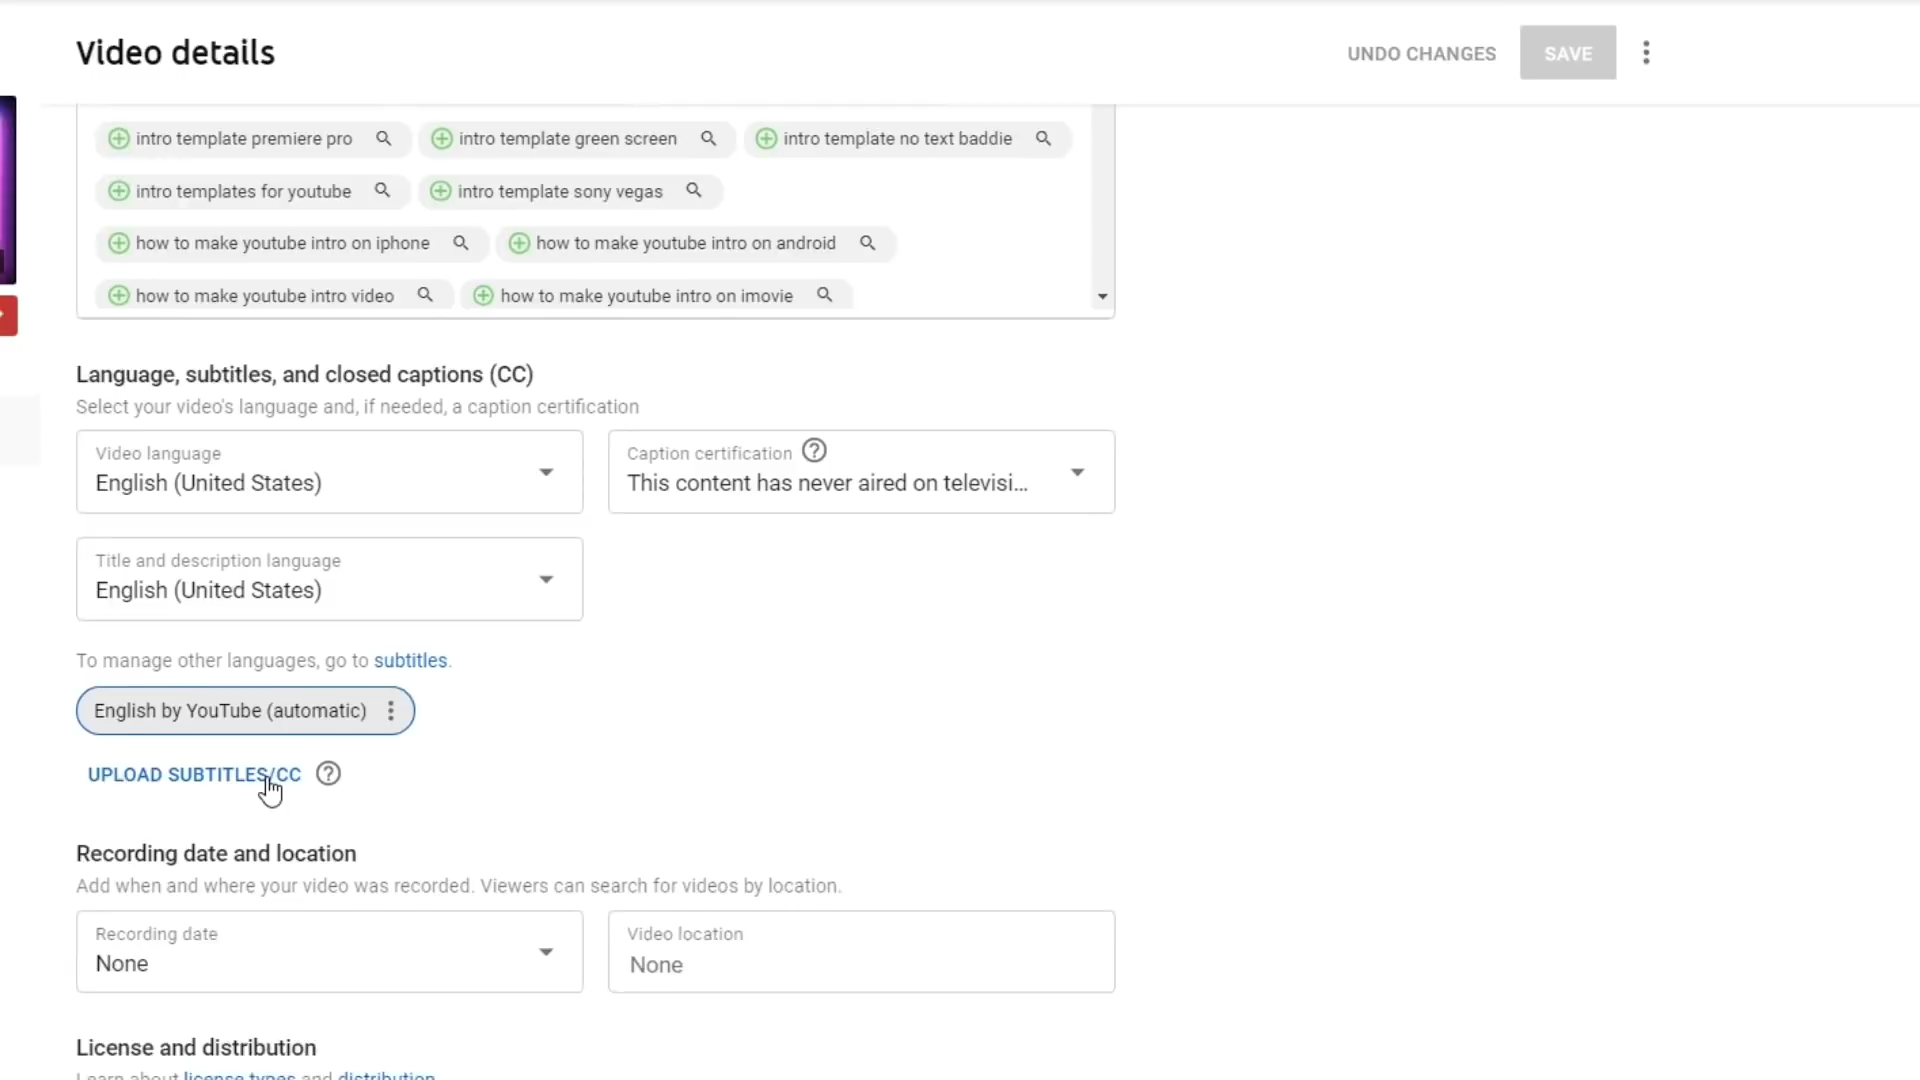 Video details
UNDO CHANGES SAVE
intro template premiere pro intro template green screen intro template no text baddie
intro templates for youtube intro template sony vegas
how to make youtube intro on iphone how to make youtube intro on android
how to make youtube intro video how to make youtube intro on imovie
Language, subtitles, and closed captions (CC)
Select your video's language and, if needed, a caption certification
Video language
English (United States)
Caption certification
This content has never aired on televisi...
Title and description language
English (United States)
To manage other languages, go to subtitles.
English by YouTube (automatic)
UPLOAD SUBTITLES/CC
Recording date and location
Add when and where your video was recorded. Viewers can search for videos by location.
Recording date
None
Video location
None
License and distribution
Learn about license types and distribution